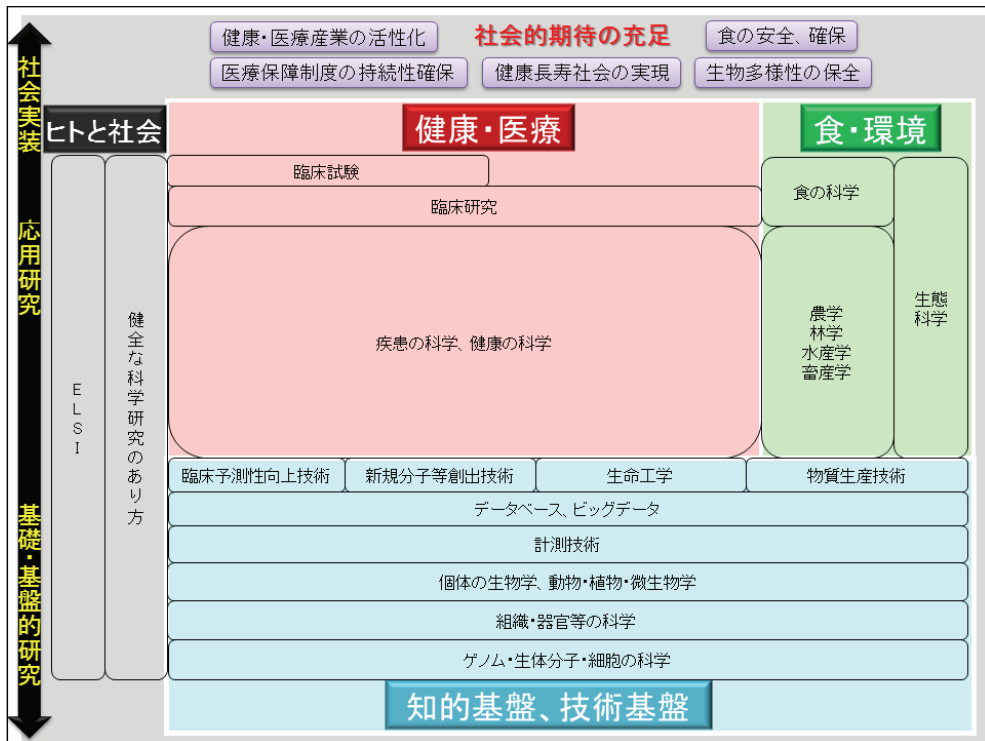 健康・医療産業の活性化
社会的期待の充足
食の安全、確保
医療保障制度の持続性確保
健康長寿社会の実現
生物多様性の保全
社会実装
応用研究
基礎・基盤的研究
ヒトと社会
健康・医療
食・環境
ELSI
健全な科学研究のあり方
臨床試験
臨床研究
疾患の科学、健康の科学
食の科学
農学
林学
水産学
畜産学
生態
科学
臨床予測性向上技術
新規分子等創出技術
生命工学
物質生産技術
データベース、ビッグデータ
計測技術
個体の生物学、動物・植物・微生物学
組織・器官等の科学
ゲノム・生体分子・細胞の科学
知的基盤、技術基盤